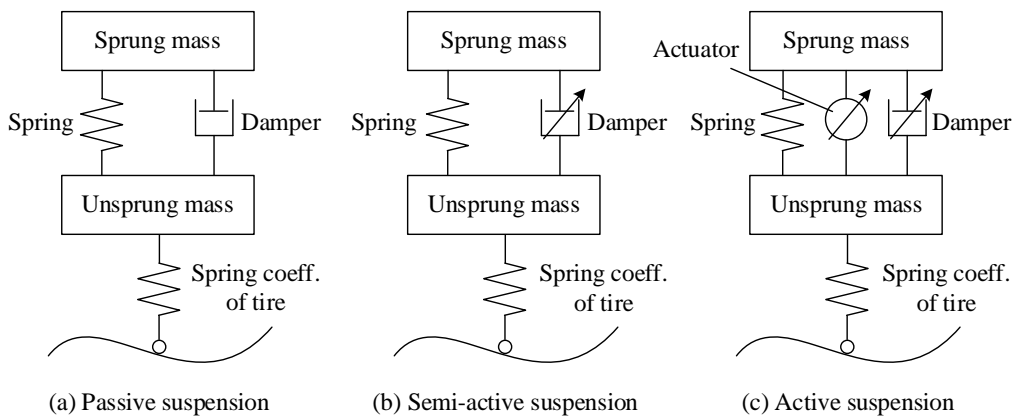 Sprung mass
Spring
Damper
Unsprung mass
Spring coeff.
of tire
(a) Passive suspension
Sprung mass
Spring
Damper
Unsprung mass
Spring coeff.
of tire
(b) Semi-active suspension
Actuator
Sprung mass
Spring
Damper
Unsprung mass
Spring coeff.
of tire
(c) Active suspension